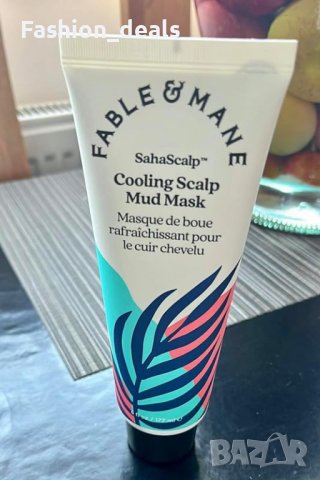 Fashion_deals
FABLE & MANE
SahaScalp™
Cooling Scalp
Mud Mask
Masque de boue
rafraîchissant pour
le cuir chevelu
BAZAR